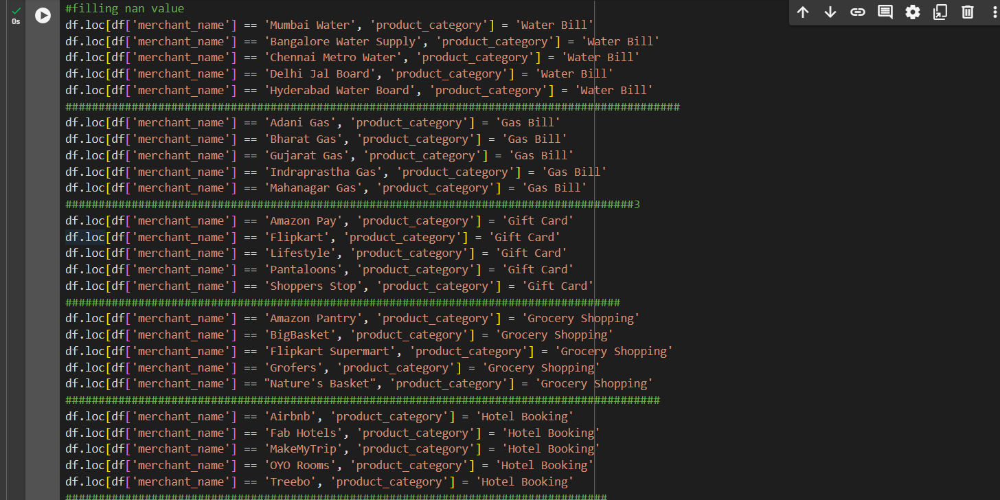 0s
#filling nan value
df.loc[df['merchant_name'] == 'Mumbai Water', 'product_category'] = 'Water Bill'
df.loc[df['merchant_name'] == 'Bangalore Water Supply', 'product_category'] = 'Water Bill'
df.loc[df['merchant_name'] == 'Chennai Metro Water', 'product_category'] = 'Water Bill'
df.loc[df['merchant_name'] == 'Delhi Jal Board', 'product_category'] = 'Water Bill'
df.loc[df['merchant_name'] == 'Hyderabad Water Board', 'product_category'] = 'Water Bill'
#############################################################################################
df.loc[df['merchant_name'] == 'Adani Gas', 'product_category'] = 'Gas Bill'
df.loc[df['merchant_name'] == 'Bharat Gas', 'product_category'] = 'Gas Bill'
df.loc[df['merchant_name'] == 'Gujarat Gas', 'product_category'] = 'Gas Bill'
df.loc[df['merchant_name'] == 'Indraprastha Gas', 'product_category'] = 'Gas Bill'
df.loc[df['merchant_name'] == 'Mahanagar Gas', 'product_category'] = 'Gas Bill'
######################################################################################3
df.loc[df['merchant_name'] == 'Amazon Pay', 'product_category'] = 'Gift Card'
df.loc[df['merchant_name'] == 'Flipkart', 'product_category'] = 'Gift Card'
df.loc[df['merchant_name'] == 'Lifestyle', 'product_category'] = 'Gift Card'
df.loc[df['merchant_name'] == 'Pantaloons', 'product_category'] = 'Gift Card'
df.loc[df['merchant_name'] == 'Shoppers Stop', 'product_category'] = 'Gift Card'
####################################################################################
df.loc[df['merchant_name'] == 'Amazon Pantry', 'product_category'] = 'Grocery Shopping'
df.loc[df['merchant_name'] == 'BigBasket', 'product_category'] = 'Grocery Shopping'
df.loc[df['merchant_name'] == 'Flipkart Supermart', 'product_category'] = 'Grocery Shopping'
df.loc[df['merchant_name'] == 'Grofers', 'product_category'] = 'Grocery Shopping'
df.loc[df['merchant_name'] == "Nature's Basket", 'product_category'] = 'Grocery Shopping'
##########################################################################################
df.loc[df['merchant_name'] == 'Airbnb', 'product_category'] = 'Hotel Booking'
df.loc[df['merchant_name'] == 'Fab Hotels', 'product_category'] = 'Hotel Booking'
df.loc[df['merchant_name'] == 'MakeMyTrip', 'product_category'] = 'Hotel Booking'
df.loc[df['merchant_name'] == 'OYO Rooms', 'product_category'] = 'Hotel Booking'
df.loc[df['merchant_name'] == 'Treebo', 'product_category'] = 'Hotel Booking'
##################################################################################